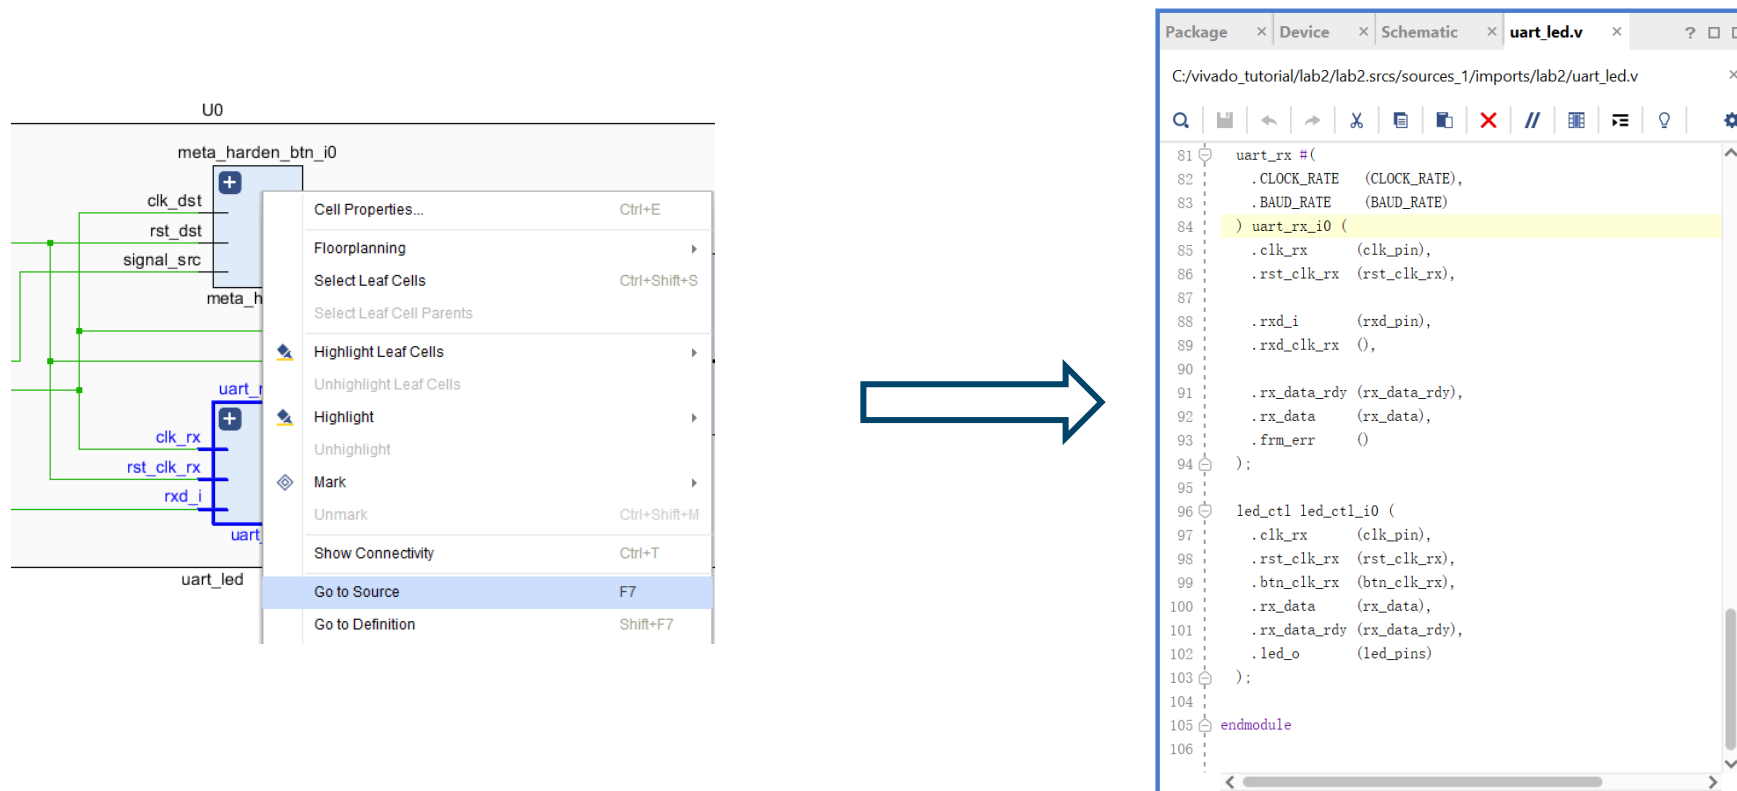 U0
meta_harden_btn_i0
clk_dst
rst_dst
signal_src
meta_h
uart_r
clk_rx
rst_clk_rx
rxd_i
uart_
uart_led
Cell Properties... Ctrl+E
Floorplanning
Select Leaf Cells Ctrl+Shift+S
Select Leaf Cell Parents
Highlight Leaf Cells
Unhighlight Leaf Cells
Highlight
Unhighlight
Mark
Unmark Ctrl+Shift+M
Show Connectivity Ctrl+T
Go to Source F7
Go to Definition Shift+F7
Package × Device × Schematic × uart_led.v × ?
C:/vivado_tutorial/lab2/lab2.srcs/sources_1/imports/lab2/uart_led.v ×
81 uart_rx #(
82 .CLOCK_RATE (CLOCK_RATE),
83 .BAUD_RATE (BAUD_RATE)
84 ) uart_rx_i0 (
85 .clk_rx (clk_pin),
86 .rst_clk_rx (rst_clk_rx),
87
88 .rxd_i (rxd_pin),
89 .rxd_clk_rx (),
90
91 .rx_data_rdy (rx_data_rdy),
92 .rx_data (rx_data),
93 .frm_err ()
94 );
95
96 led_ctl led_ctl_i0 (
97 .clk_rx (clk_pin),
98 .rst_clk_rx (rst_clk_rx),
99 .btn_clk_rx (btn_clk_rx),
100 .rx_data (rx_data),
101 .rx_data_rdy (rx_data_rdy),
102 .led_o (led_pins)
103 );
104
105 endmodule
106